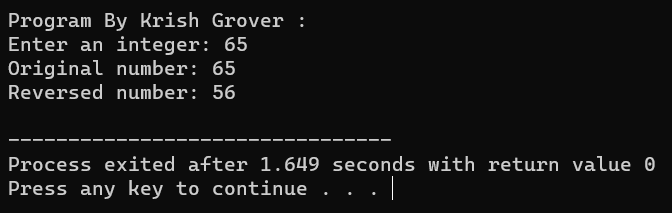 Program By Krish Grover :
Enter an integer: 65
Original number: 65
Reversed number: 56
--------------------------------
Process exited after 1.649 seconds with return value 0
Press any key to continue . . .